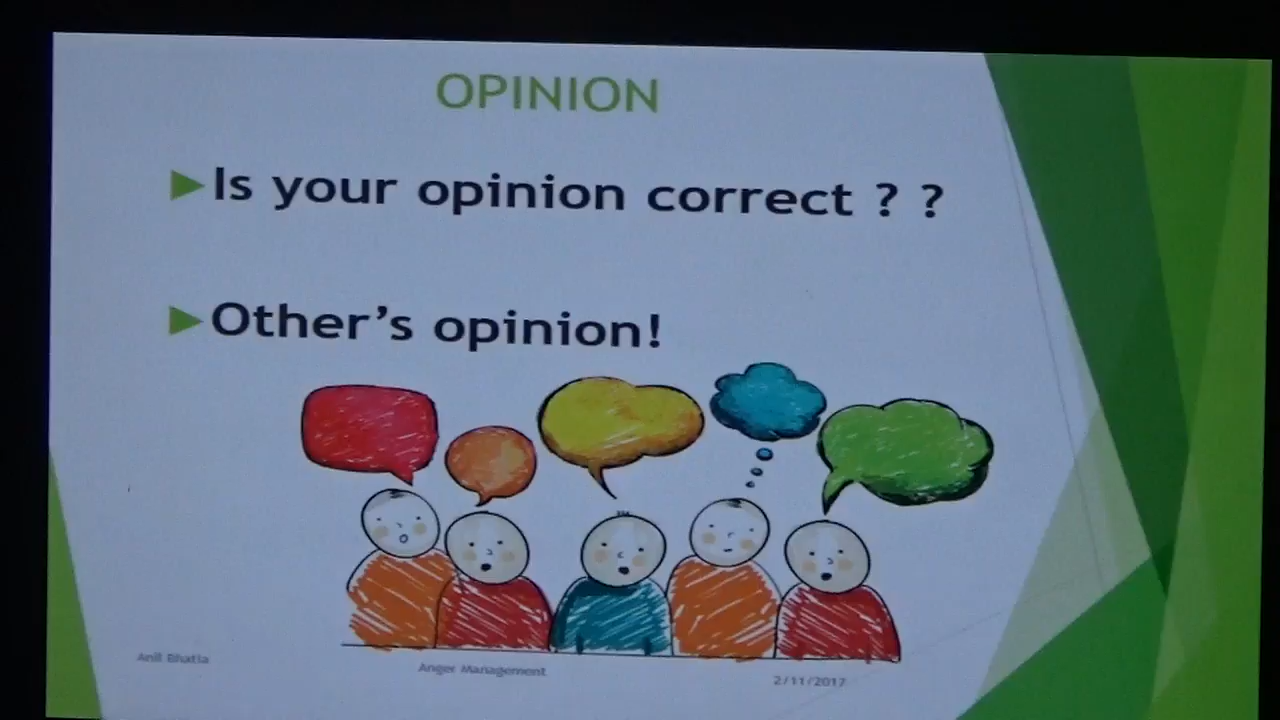 OPINION
Is your opinion correct ? ?
Other's opinion!
Anil Bhatia
Anger Management
2/11/2017